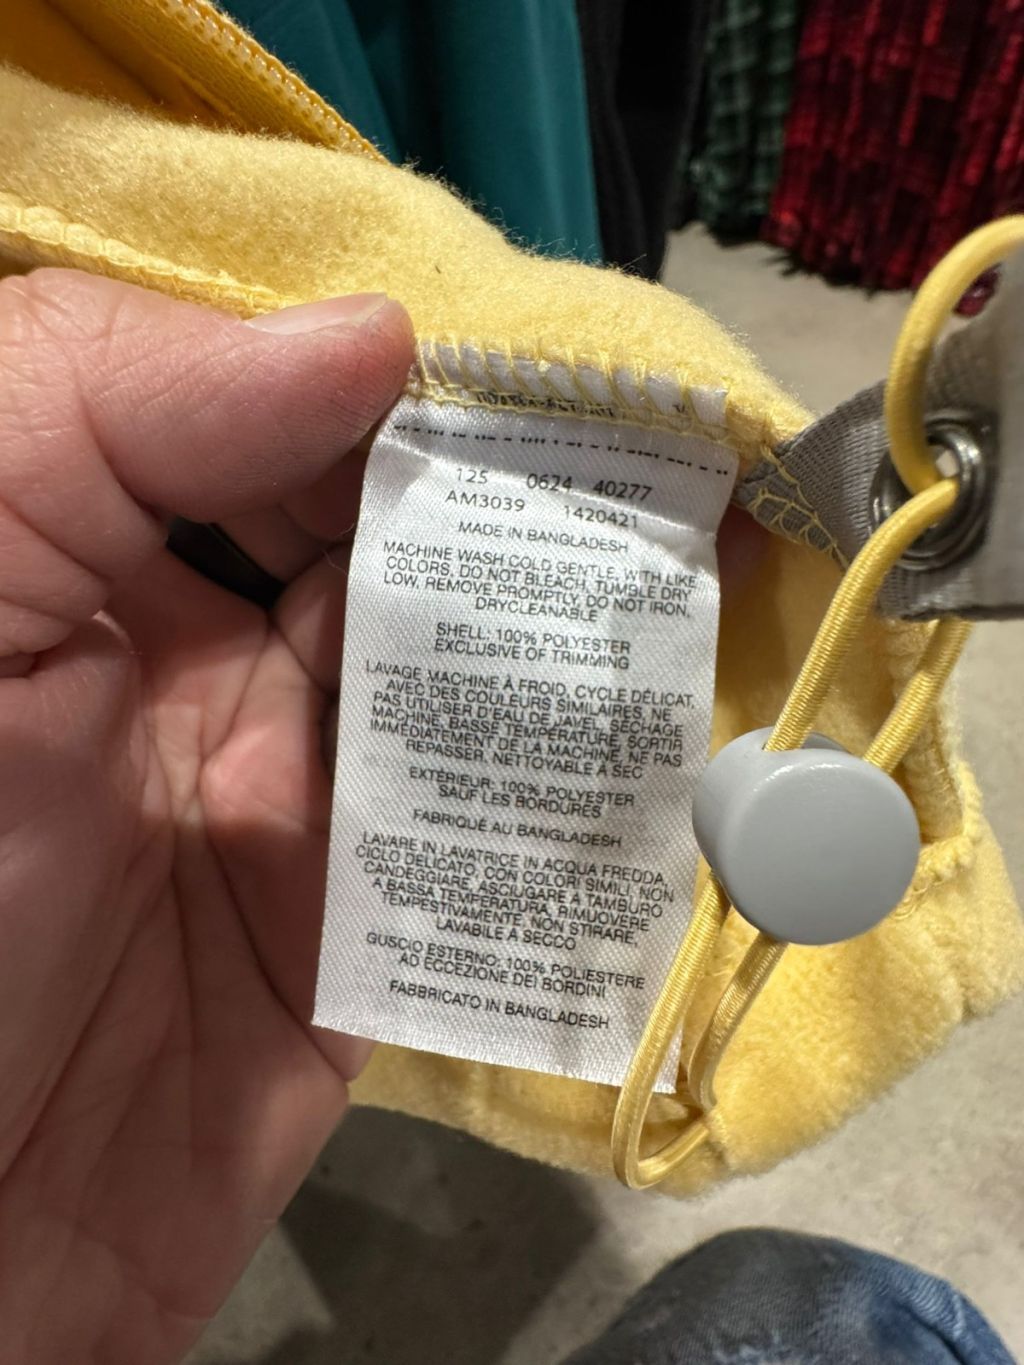 125 0624 40277
AM3039 1420421
MADE IN BANGLADESH
MACHINE WASH COLD GENTLE, WITH LIKE
COLORS, DO NOT BLEACH, TUMBLE DRY
LOW, REMOVE PROMPTLY, DO NOT IRON,
DRYCLEANABLE
SHELL: 100% POLYESTER
EXCLUSIVE OF TRIMMING
LAVAGE MACHINE À FROID, CYCLE DÉLICAT,
AVEC DES COULEURS SIMILAIRES, NE
PAS UTILISER D'EAU DE JAVEL, SÉCHAGE
MACHINE, BASSE TEMPÉRATURE, SORTIR
IMMÉDIATEMENT DE LA MACHINE, NE PAS
REPASSER, NETTOYABLE À SEC
EXTÉRIEUR: 100% POLYESTER
SAUF LES BORDURES
FABRIQUÉ AU BANGLADESH
LAVARE IN LAVATRICE IN ACQUA FREDDA,
CICLO DELICATO, CON COLORI SIMILI, NON
CANDEGGIARE, ASCIUGARE A TAMBURO
A BASSA TEMPERATURA, RIMUOVERE
TEMPESTIVAMENTE, NON STIRARE,
LAVABILE A SECCO
GUSCIO ESTERNO: 100% POLIESTERE
AD ECCEZIONE DEI BORDINI
FABBRICATO IN BANGLADESH